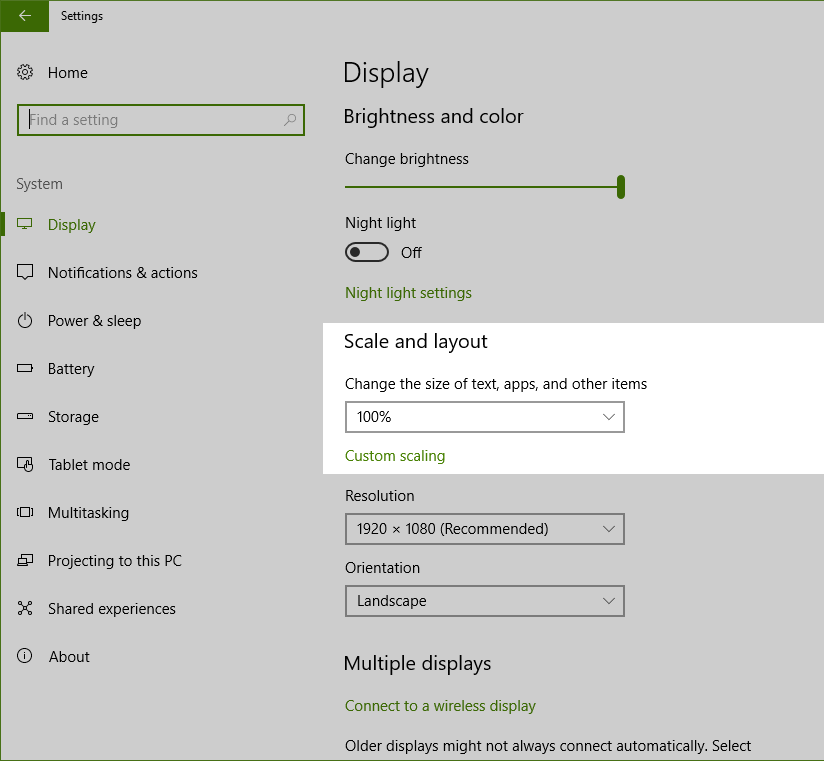 Settings
Home
Find a setting
System
Display
Notifications & actions
Power & sleep
Battery
Storage
Tablet mode
Multitasking
Projecting to this PC
Shared experiences
About
Display
Brightness and color
Change brightness
Night light
Off
Night light settings
Scale and layout
Change the size of text, apps, and other items
100%
Custom scaling
Resolution
1920 × 1080 (Recommended)
Orientation
Landscape
Multiple displays
Connect to a wireless display
Older displays might not always connect automatically. Select